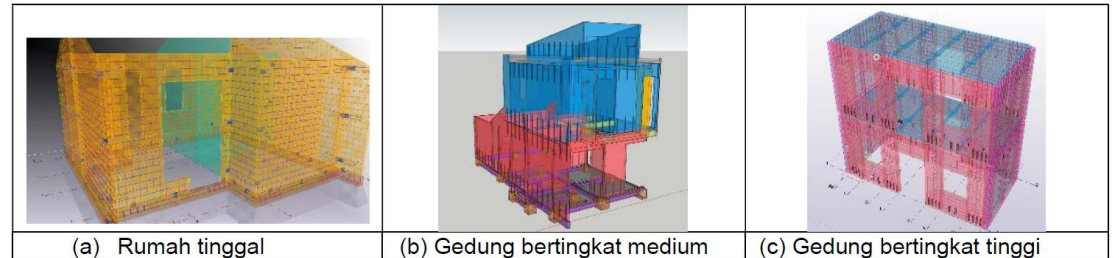 (a) Rumah tinggal
(b) Gedung bertingkat medium
(c) Gedung bertingkat tinggi